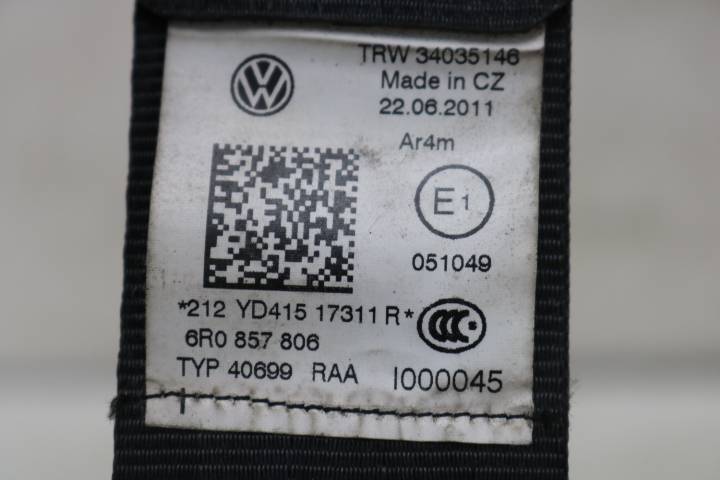 TRW 34035146
Made in CZ
22.06.2011
Ar4m
E1
051049
*212 YD415 17311 R*
CCC
6R0 857 806
TYP 40699 RAA I000045